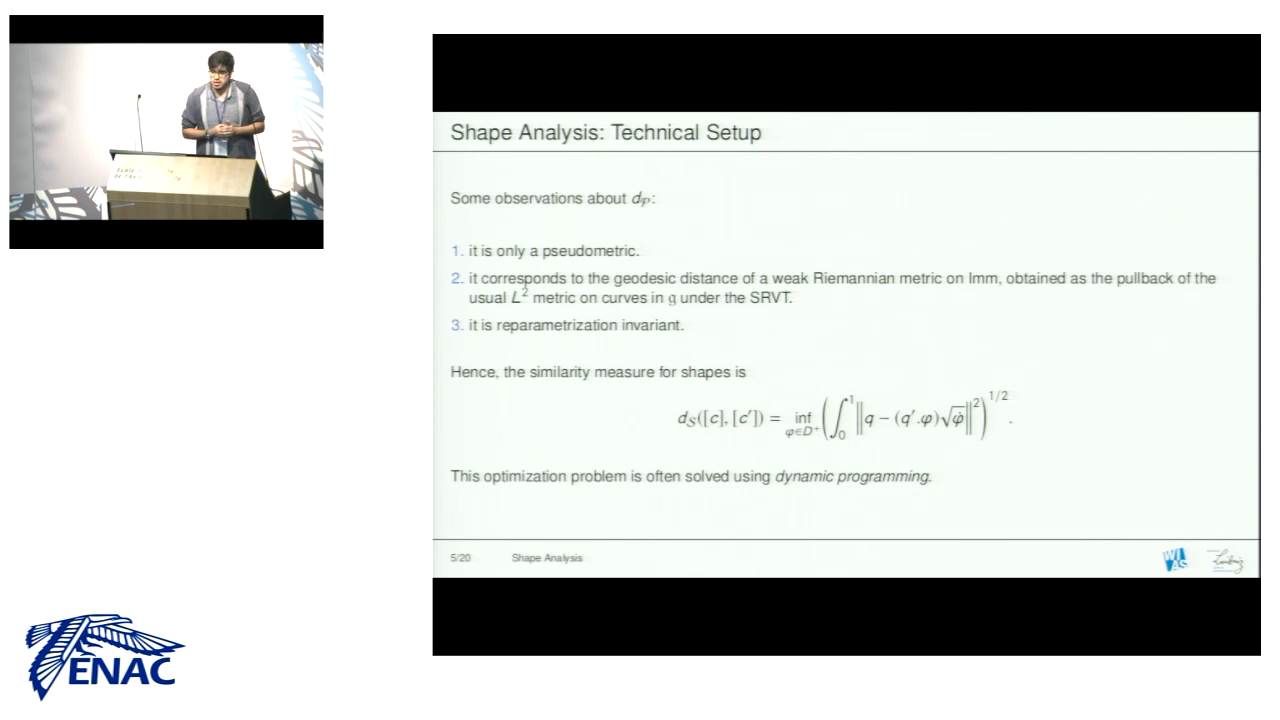 Shape Analysis: Technical Setup
Some observations about d_𝒫:
1. it is only a pseudometric.
2. it corresponds to the geodesic distance of a weak Riemannian metric on Imm, obtained as the pullback of the
usual L² metric on curves in 𝔤 under the SRVT.
3. it is reparametrization invariant.
Hence, the similarity measure for shapes is
d_S([c], [c′]) = inf_{φ∈D⁺} (∫₀¹ ‖q − (q′.φ)√φ̇‖²)^{1/2}.
This optimization problem is often solved using dynamic programming.
5/20 Shape Analysis
WIAS
Leibniz
ENAC